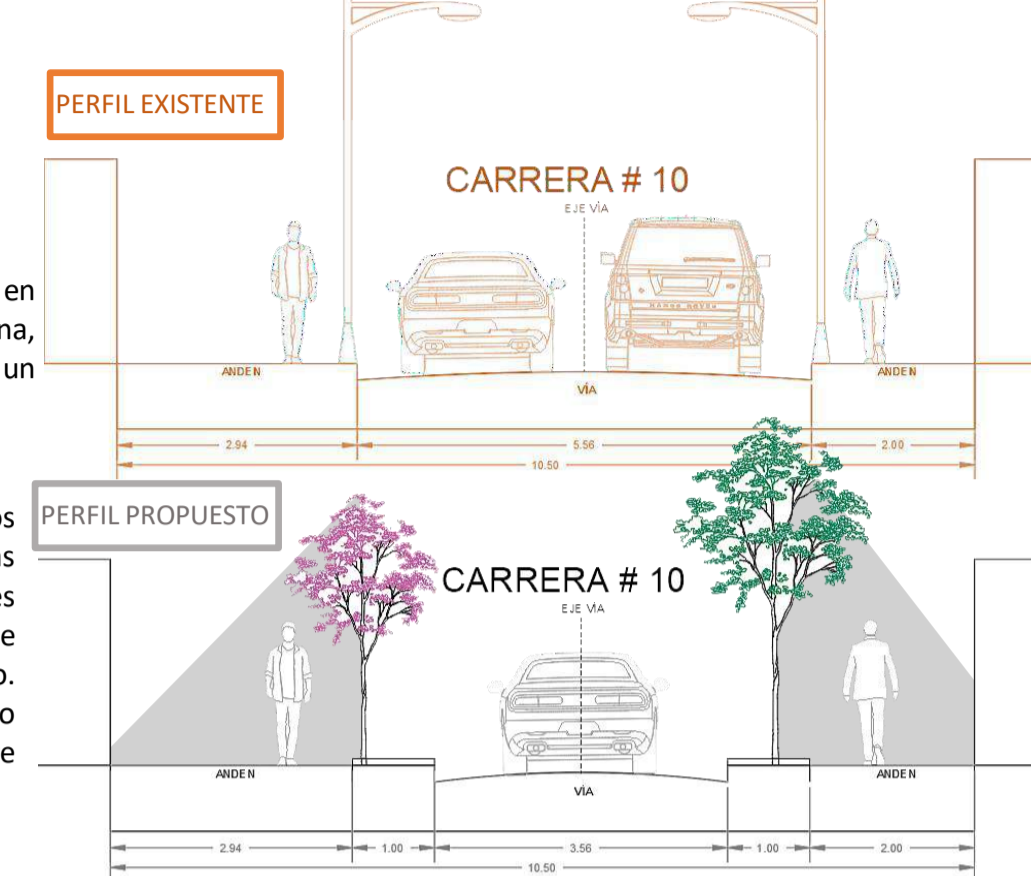 PERFIL EXISTENTE
CARRERA # 10
EJE VÍA
en
na,
un
ANDEN
VÍA
ANDEN
2.94
5.56
2.00
10.50
PERFIL PROPUESTO
os
as
es
e
o.
o
e
CARRERA # 10
EJE VÍA
ANDEN
VÍA
ANDEN
2.94
1.00
3.56
1.00
2.00
10.50